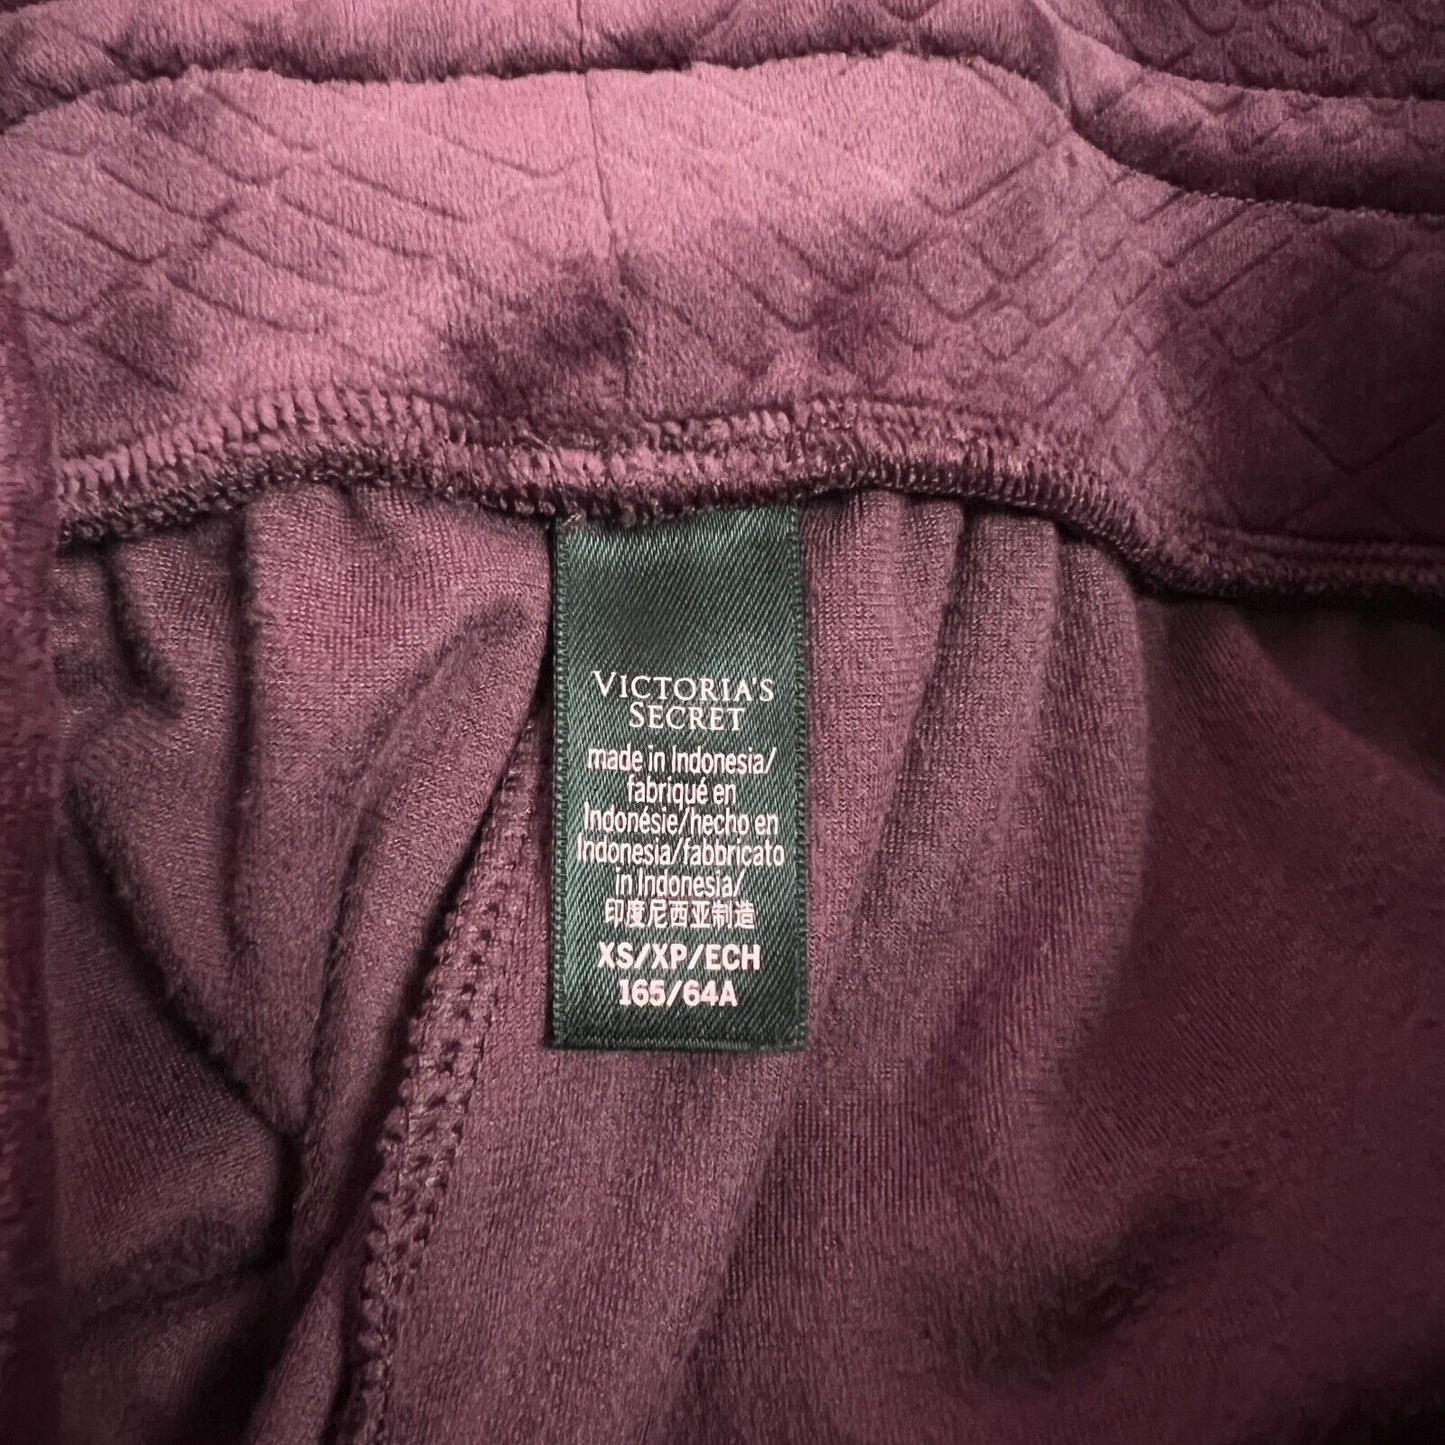 VICTORIA'S
SECRET
made in Indonesia/
fabriqué en
Indonésie/hecho en
Indonesia/fabbricato
in Indonesia/
印度尼西亚制造
XS/XP/ECH
165/64A